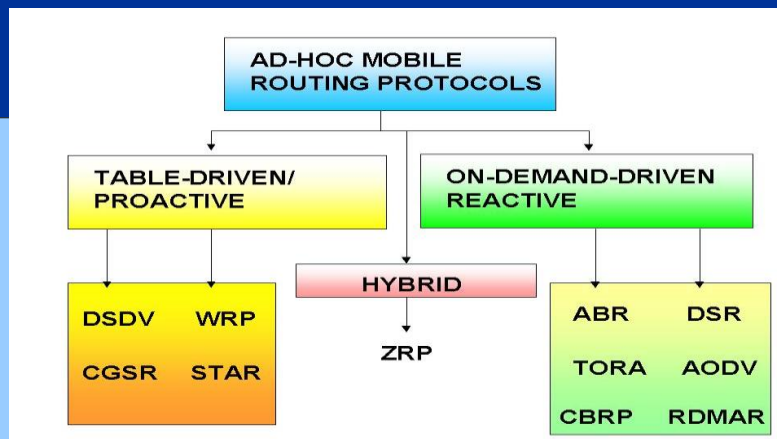 AD-HOC MOBILE
ROUTING PROTOCOLS
TABLE-DRIVEN/
PROACTIVE
ON-DEMAND-DRIVEN
REACTIVE
HYBRID
DSDV WRP
CGSR STAR
ZRP
ABR DSR
TORA AODV
CBRP RDMAR